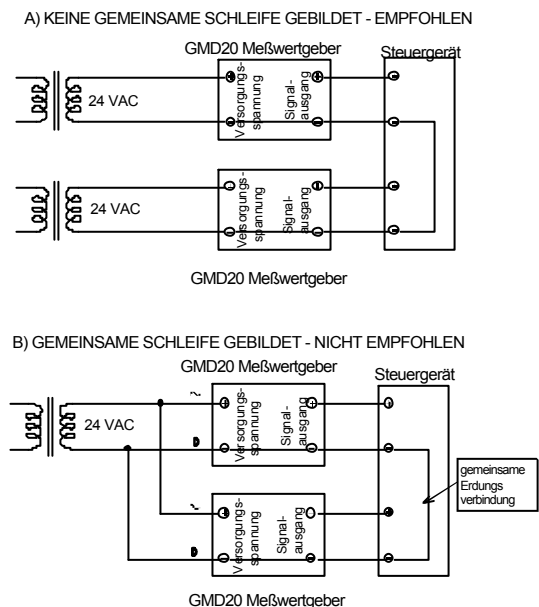 A) KEINE GEMEINSAME SCHLEIFE GEBILDET - EMPFOHLEN
GMD20 Meßwertgeber
Steuergerät
24 VAC
Versorgungs-
spannung
Signal-
ausgang
24 VAC
Versorgungs-
spannung
Signal-
ausgang
GMD20 Meßwertgeber
B) GEMEINSAME SCHLEIFE GEBILDET - NICHT EMPFOHLEN
GMD20 Meßwertgeber
Steuergerät
24 VAC
Versorgungs-
spannung
Signal-
ausgang
gemeinsame
Erdungs
verbindung
Versorgungs-
spannung
Signal-
ausgang
GMD20 Meßwertgeber